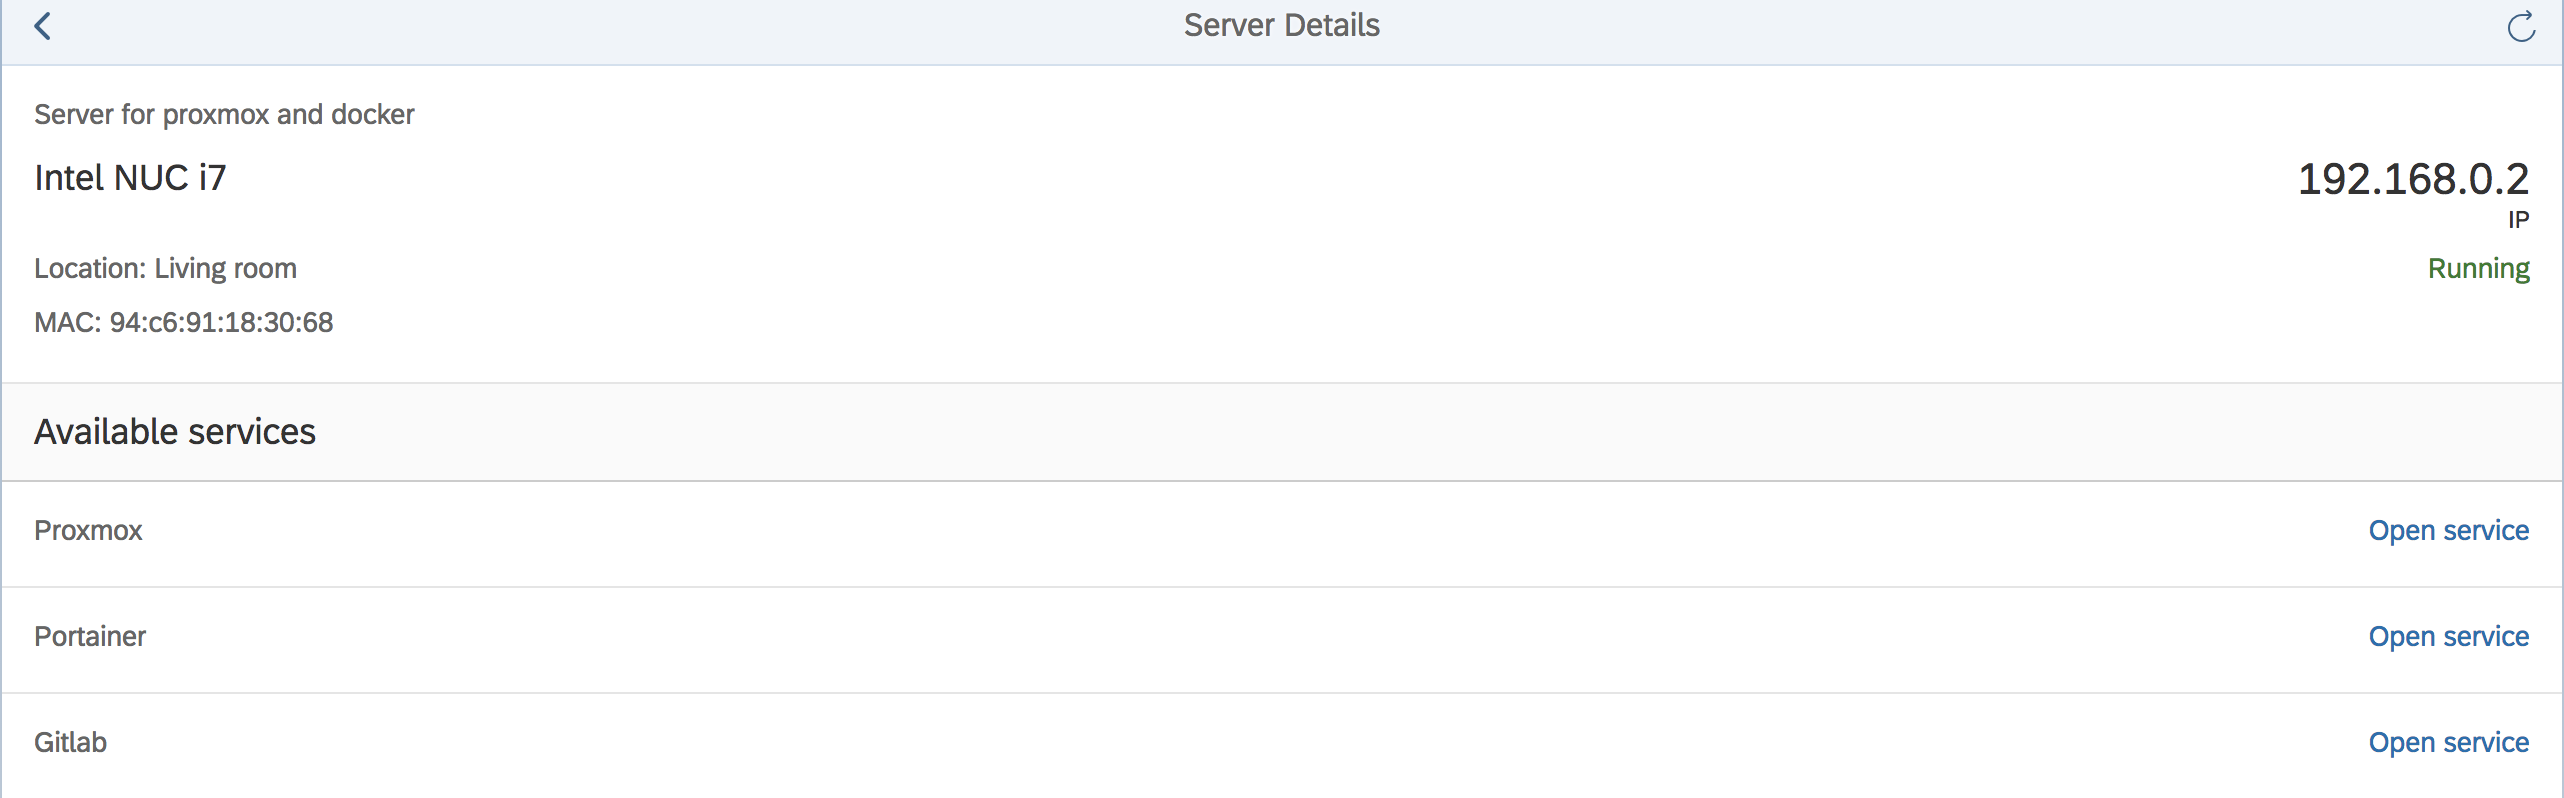 Server Details
Server for proxmox and docker
Intel NUC i7
192.168.0.2
IP
Location: Living room
Running
MAC: 94:c6:91:18:30:68
Available services
Proxmox
Open service
Portainer
Open service
Gitlab
Open service